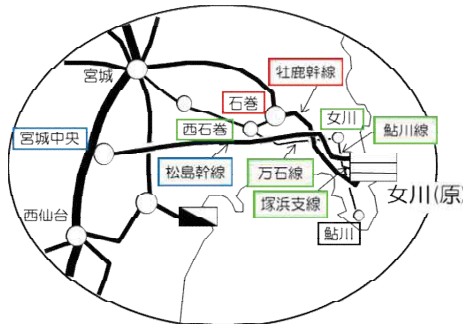 宮城
牡鹿幹線
石巻
女川
西石巻
鮎川線
宮城中央
松島幹線
万石線
女川(原
塚浜支線
西仙台
鮎川